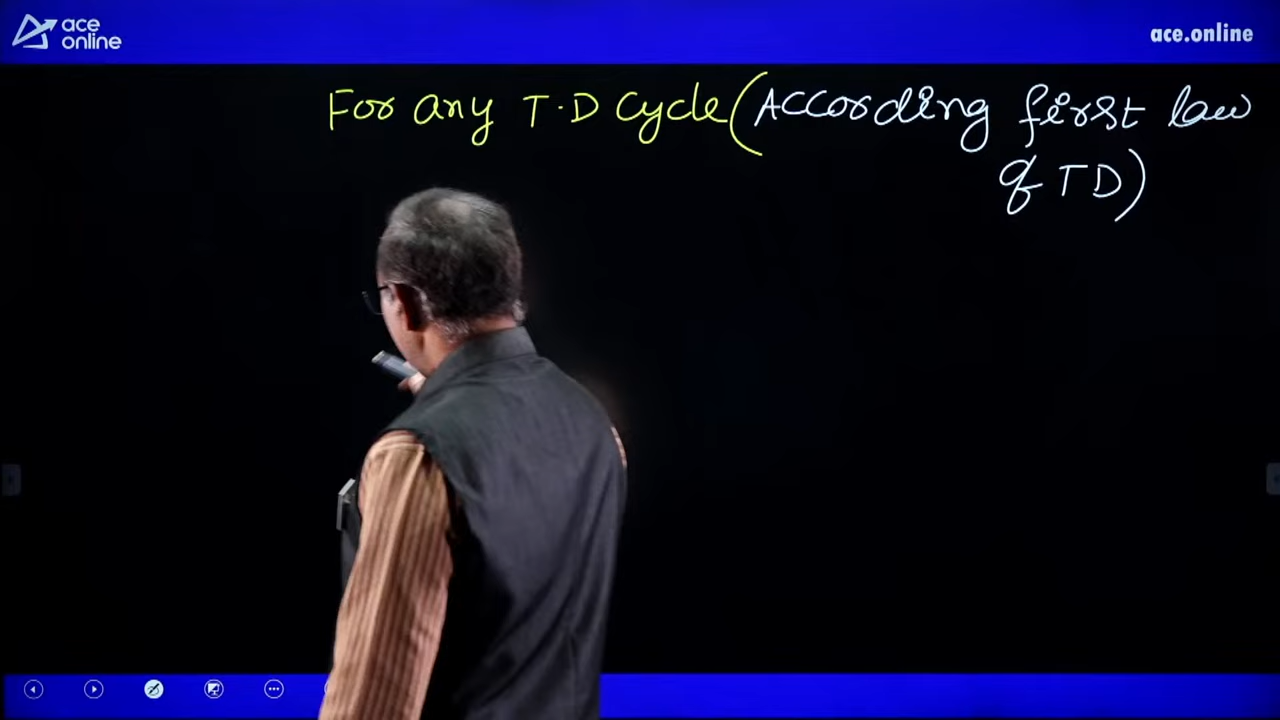 ace
online
ace.online
For any T.D Cycle (According first law
of TD)